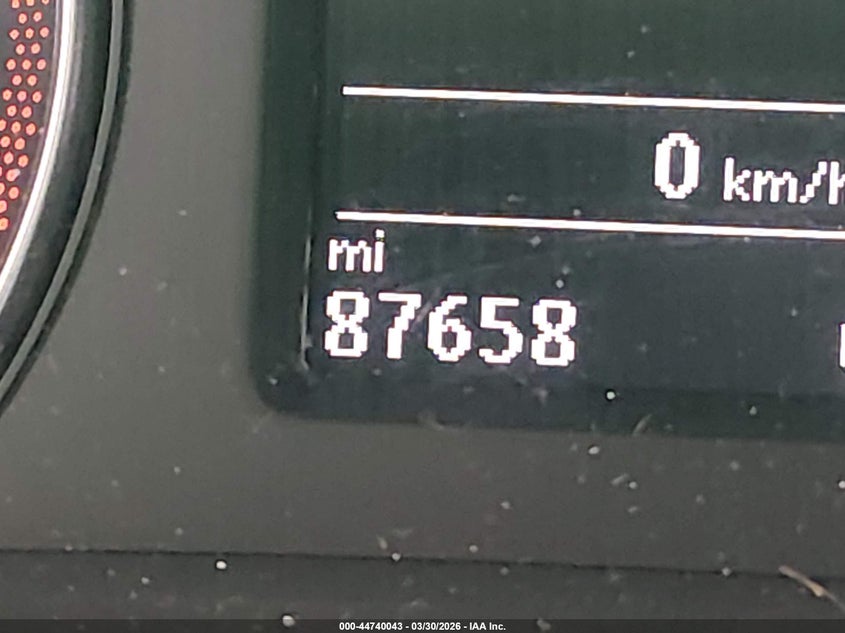 0 km/h
mi
87658
000-44740043 - 03/30/2026 - IAA Inc.